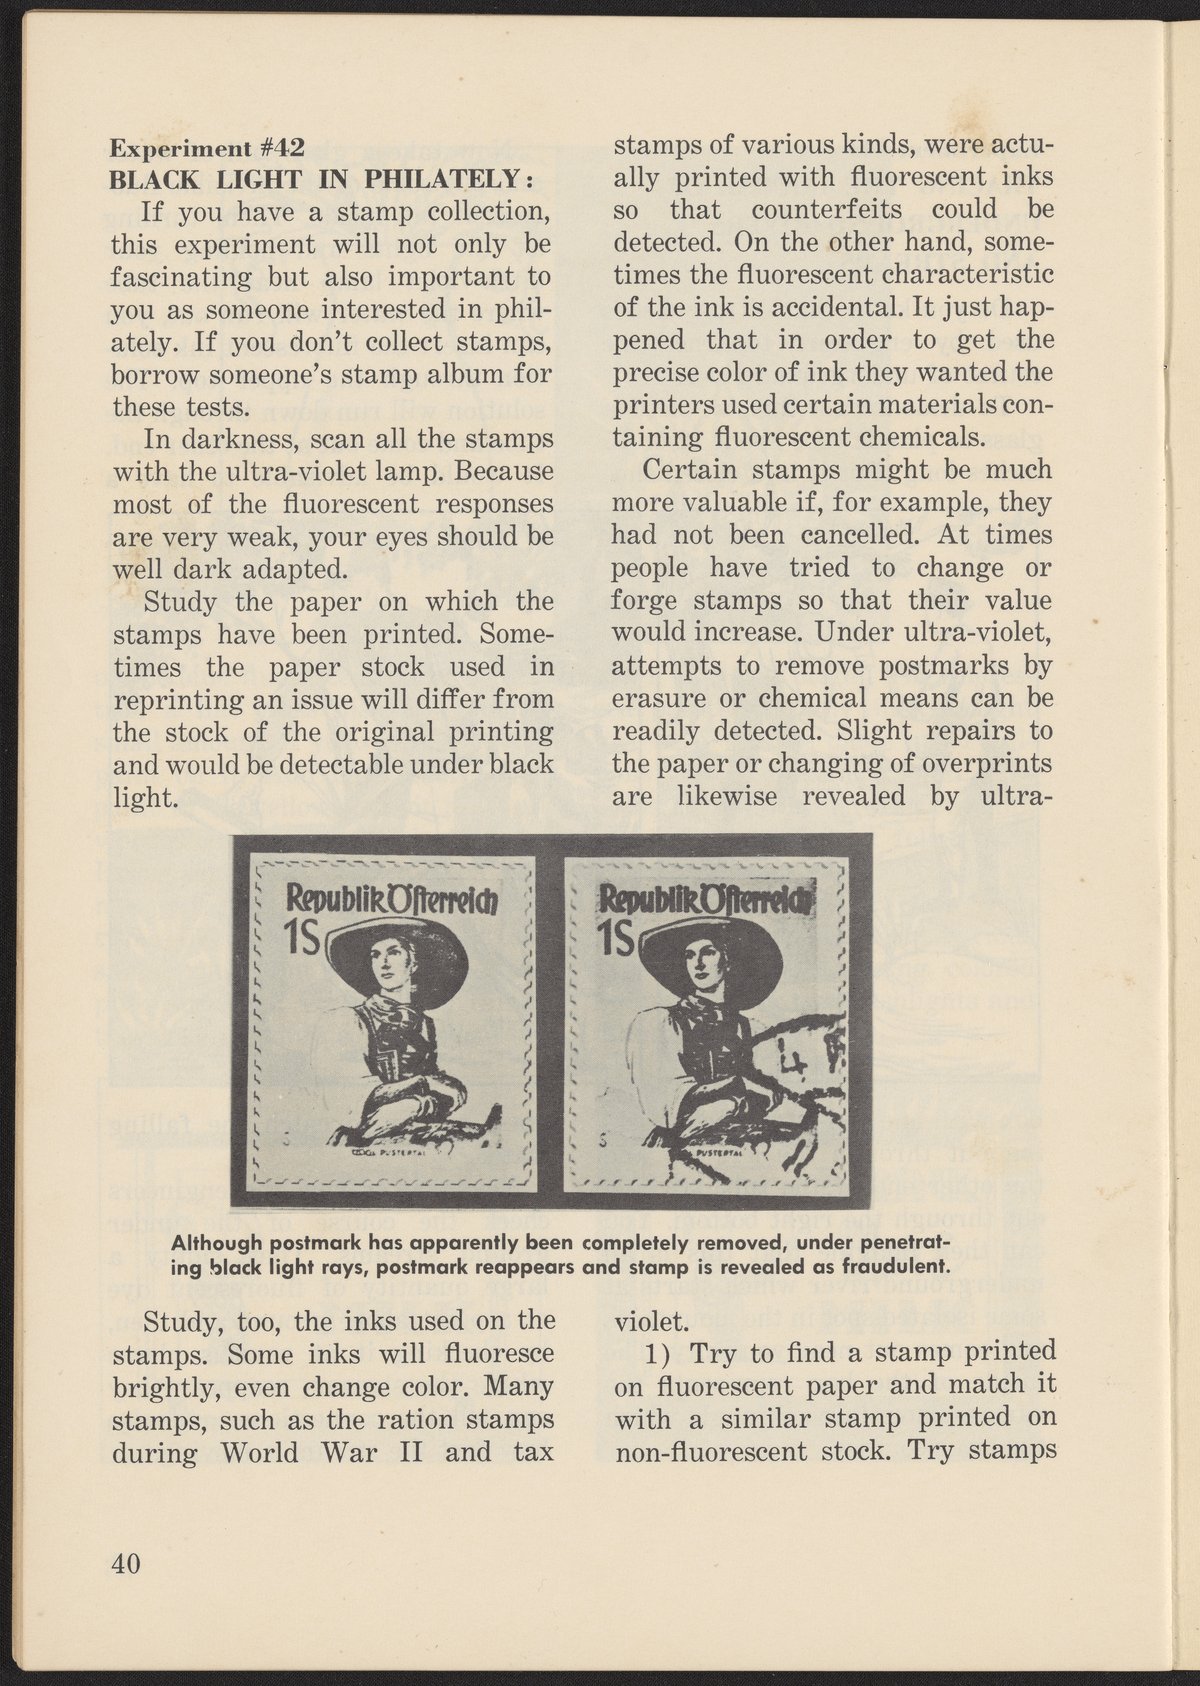 Experiment #42
BLACK LIGHT IN PHILATELY:
If you have a stamp collection,
this experiment will not only be
fascinating but also important to
you as someone interested in phil-
ately. If you don't collect stamps,
borrow someone's stamp album for
these tests.
In darkness, scan all the stamps
with the ultra-violet lamp. Because
most of the fluorescent responses
are very weak, your eyes should be
well dark adapted.
Study the paper on which the
stamps have been printed. Some-
times the paper stock used in
reprinting an issue will differ from
the stock of the original printing
and would be detectable under black
light.
Study, too, the inks used on the
stamps. Some inks will fluoresce
brightly, even change color. Many
stamps, such as the ration stamps
during World War II and tax
stamps of various kinds, were actu-
ally printed with fluorescent inks
so that counterfeits could be
detected. On the other hand, some-
times the fluorescent characteristic
of the ink is accidental. It just hap-
pened that in order to get the
precise color of ink they wanted the
printers used certain materials con-
taining fluorescent chemicals.
Certain stamps might be much
more valuable if, for example, they
had not been cancelled. At times
people have tried to change or
forge stamps so that their value
would increase. Under ultra-violet,
attempts to remove postmarks by
erasure or chemical means can be
readily detected. Slight repairs to
the paper or changing of overprints
are likewise revealed by ultra-
violet.
1) Try to find a stamp printed
on fluorescent paper and match it
with a similar stamp printed on
non-fluorescent stock. Try stamps
Republik Österreich
1S
PUSTERTAL
Republik Österreich
1S
4
PUSTERTAL
Although postmark has apparently been completely removed, under penetrat-
ing black light rays, postmark reappears and stamp is revealed as fraudulent.
40